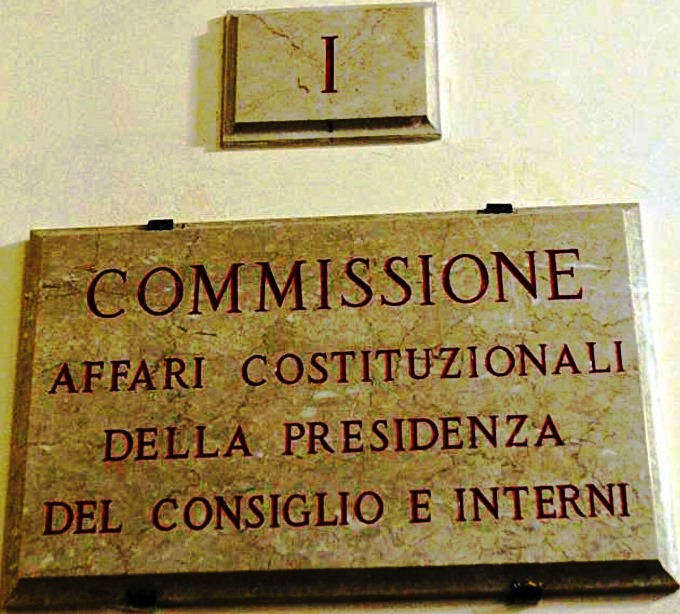 I
COMMISSIONE
AFFARI COSTITUZIONALI
DELLA PRESIDENZA
DEL CONSIGLIO E INTERNI